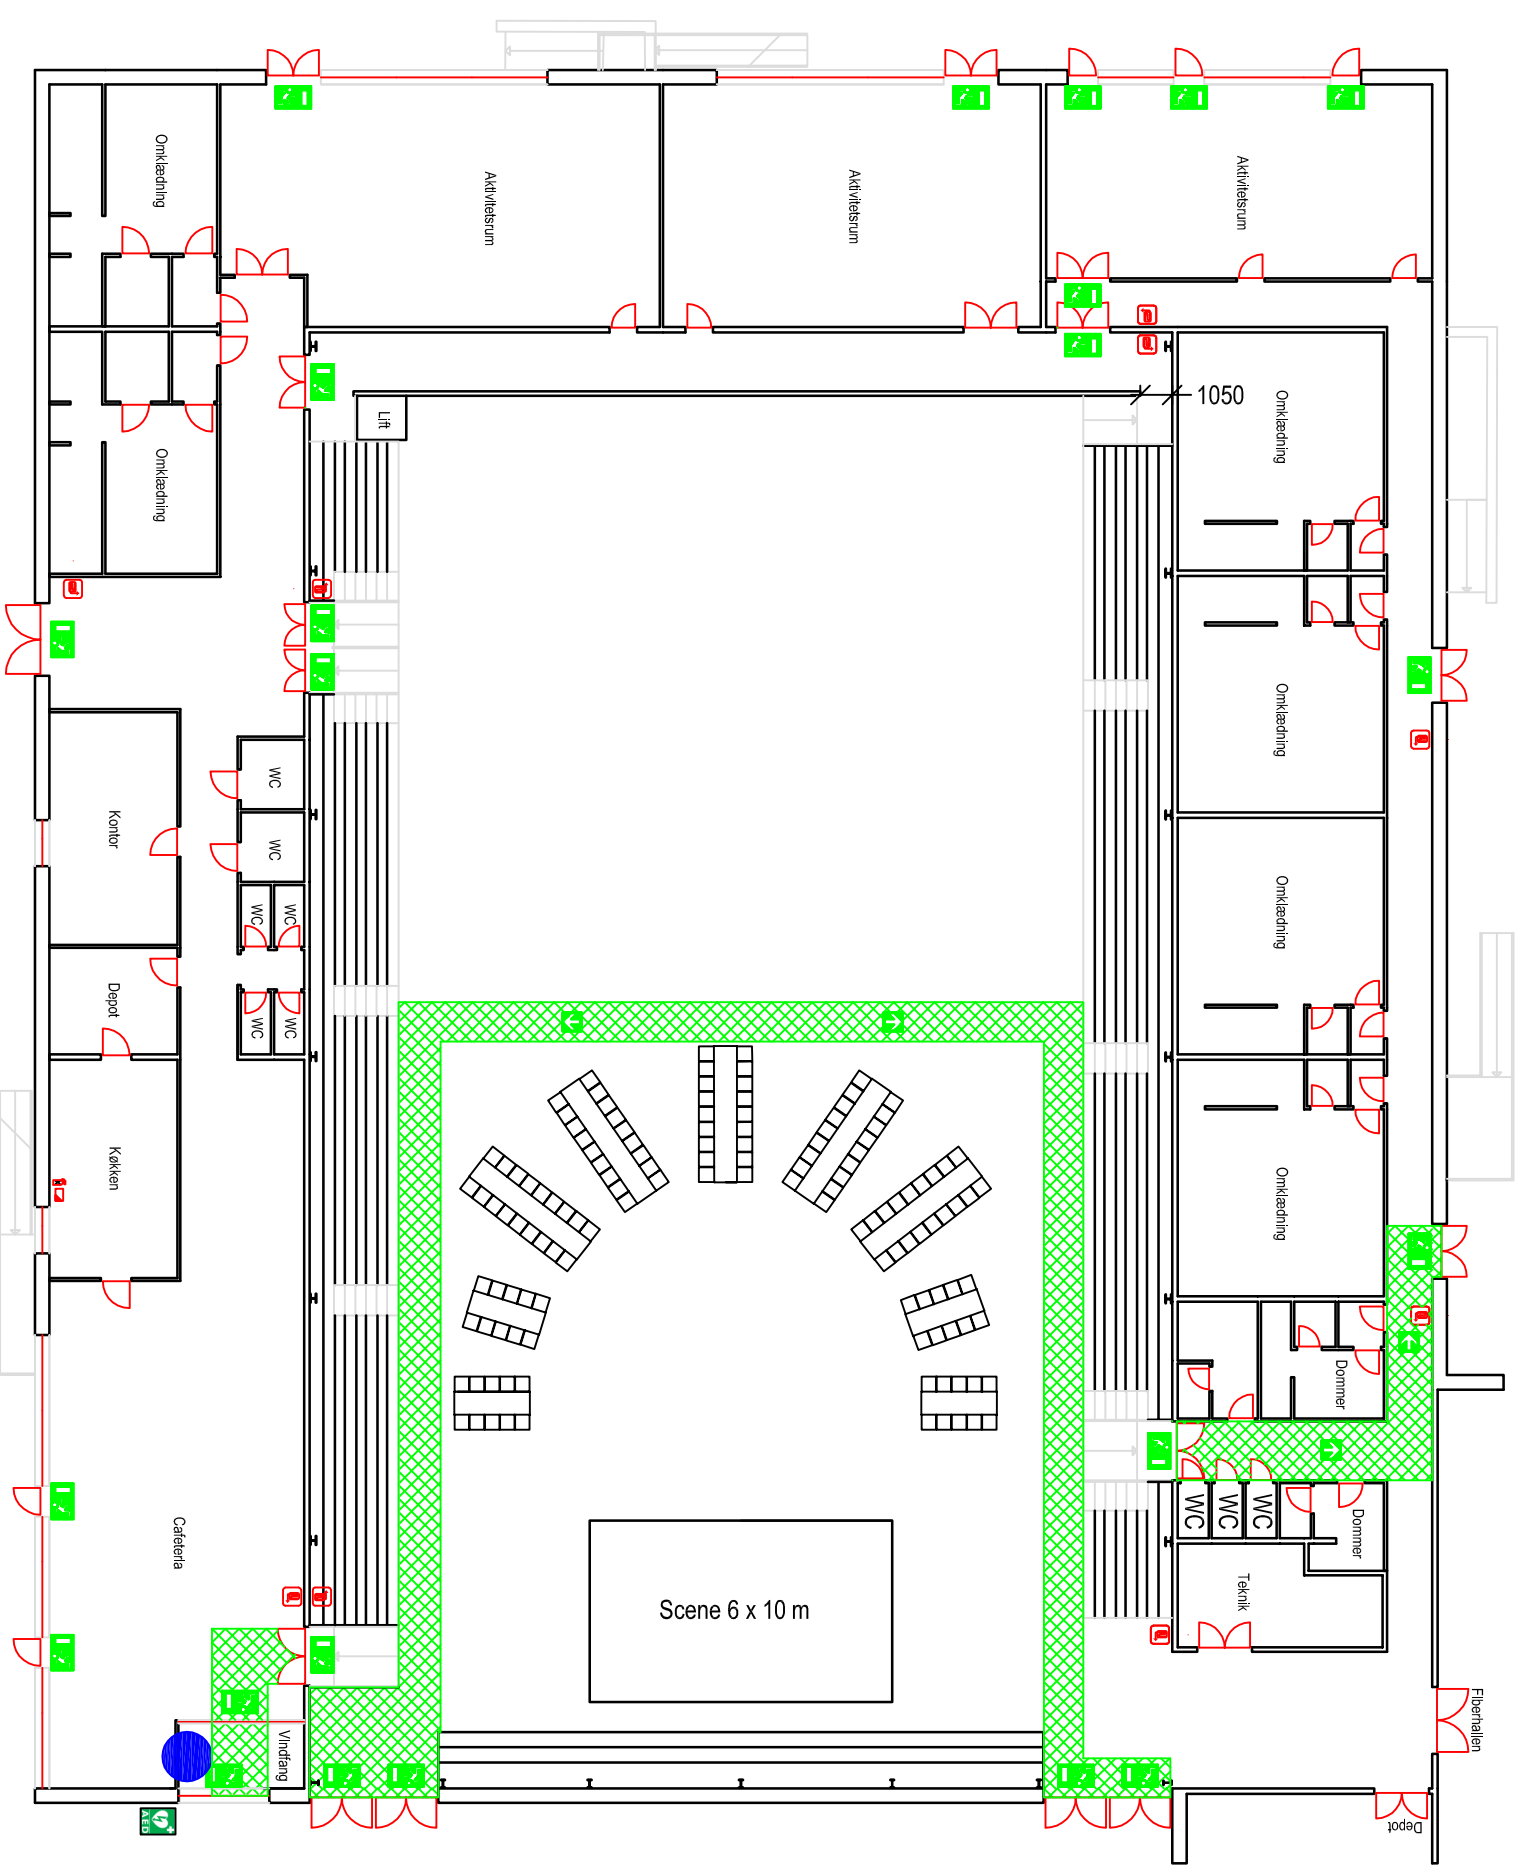 Omklædning
Aktivitetsrum
Aktivitetsrum
Aktivitetsrum
Lift
1050
Omklædning
Omklædning
Omklædning
WC
Kontor
WC
Omklædning
WC
WC
Depot
WC
WC
Køkken
Omklædning
Dommer
WC
WC
WC
Dommer
Cafeteria
Teknik
Scene 6 x 10 m
Fiberhallen
Vindfang
AED
Depot